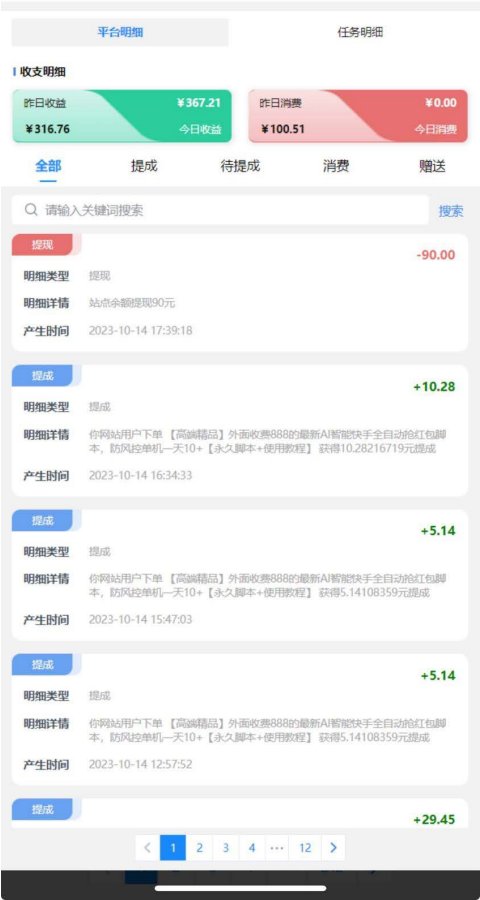 平台明细
任务明细
收支明细
昨日收益
¥367.21
¥316.76
今日收益
昨日消费
¥0.00
¥100.51
今日消费
全部
提成
待提成
消费
赠送
请输入关键词搜索
搜索
提现
-90.00
明细类型
提现
明细详情
站点余额提现90元
产生时间
2023-10-14 17:39:18
提成
+10.28
明细类型
提成
明细详情
你网站用户下单 【高端精品】外面收费888的最新AI智能快手全自动抢红包脚
本，防风控单机一天10+【永久脚本+使用教程】 获得10.28216719元提成
产生时间
2023-10-14 16:34:33
提成
+5.14
明细类型
提成
明细详情
你网站用户下单 【高端精品】外面收费888的最新AI智能快手全自动抢红包脚
本，防风控单机一天10+【永久脚本+使用教程】 获得5.14108359元提成
产生时间
2023-10-14 15:47:03
提成
+5.14
明细类型
提成
明细详情
你网站用户下单 【高端精品】外面收费888的最新AI智能快手全自动抢红包脚
本，防风控单机一天10+【永久脚本+使用教程】 获得5.14108359元提成
产生时间
2023-10-14 12:57:52
提成
+29.45
< 1 2 3 4 ··· 12 >